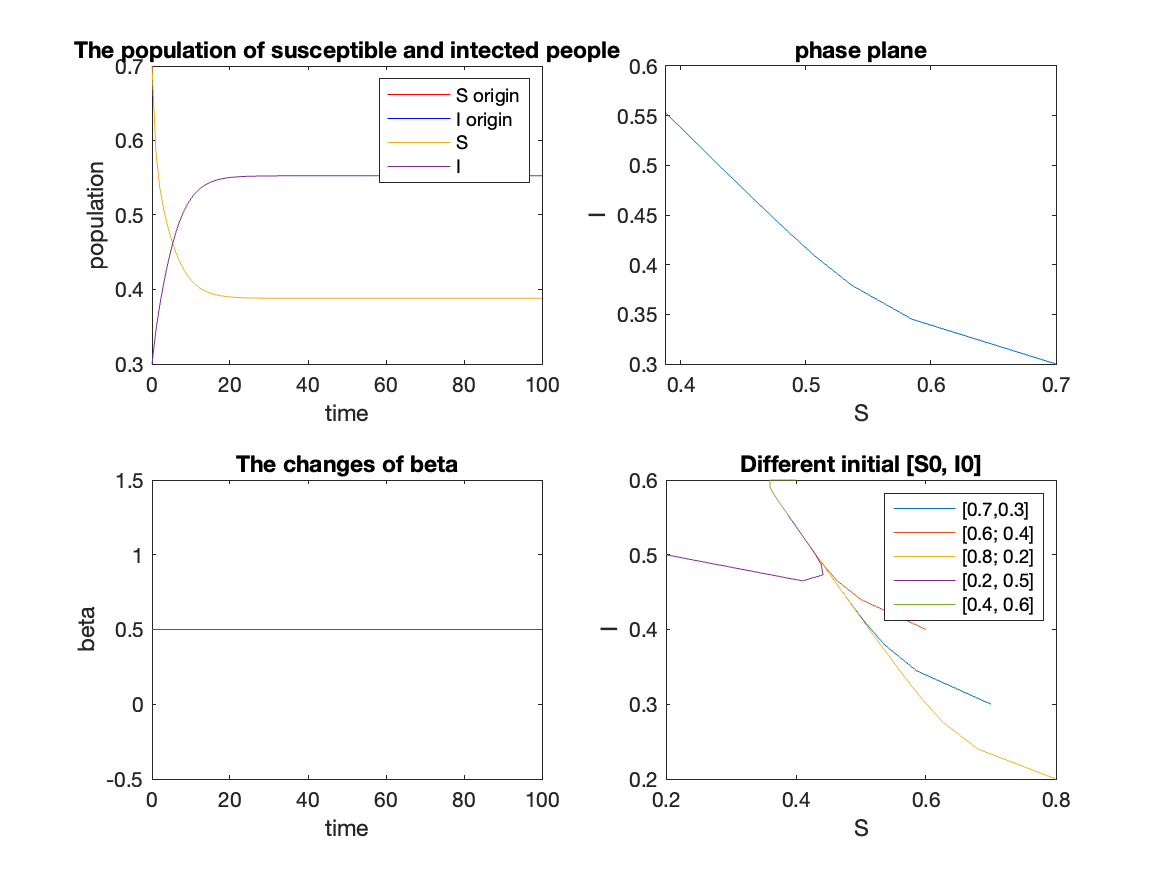 The population of susceptible and intected people
0.7
0.6
0.5
0.4
0.3
population
0
20
40
60
80
100
time
S origin
I origin
S
I
phase plane
0.6
0.55
0.5
0.45
0.4
0.35
0.3
I
0.4
0.5
0.6
0.7
S
The changes of beta
1.5
1
0.5
0
-0.5
beta
0
20
40
60
80
100
time
Different initial [S0, I0]
0.6
0.5
0.4
0.3
0.2
I
0.2
0.4
0.6
0.8
S
[0.7,0.3]
[0.6; 0.4]
[0.8; 0.2]
[0.2, 0.5]
[0.4, 0.6]